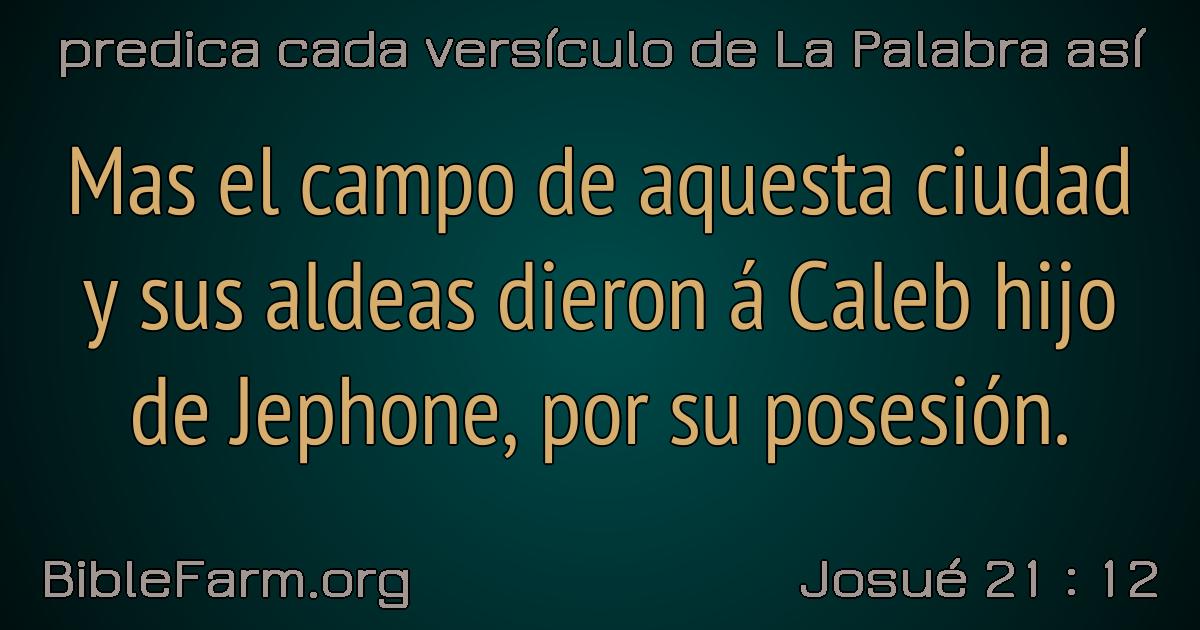 predica cada versículo de La Palabra así
Mas el campo de aquesta ciudad
y sus aldeas dieron á Caleb hijo
de Jephone, por su posesión.
BibleFarm.org
Josué 21 : 12